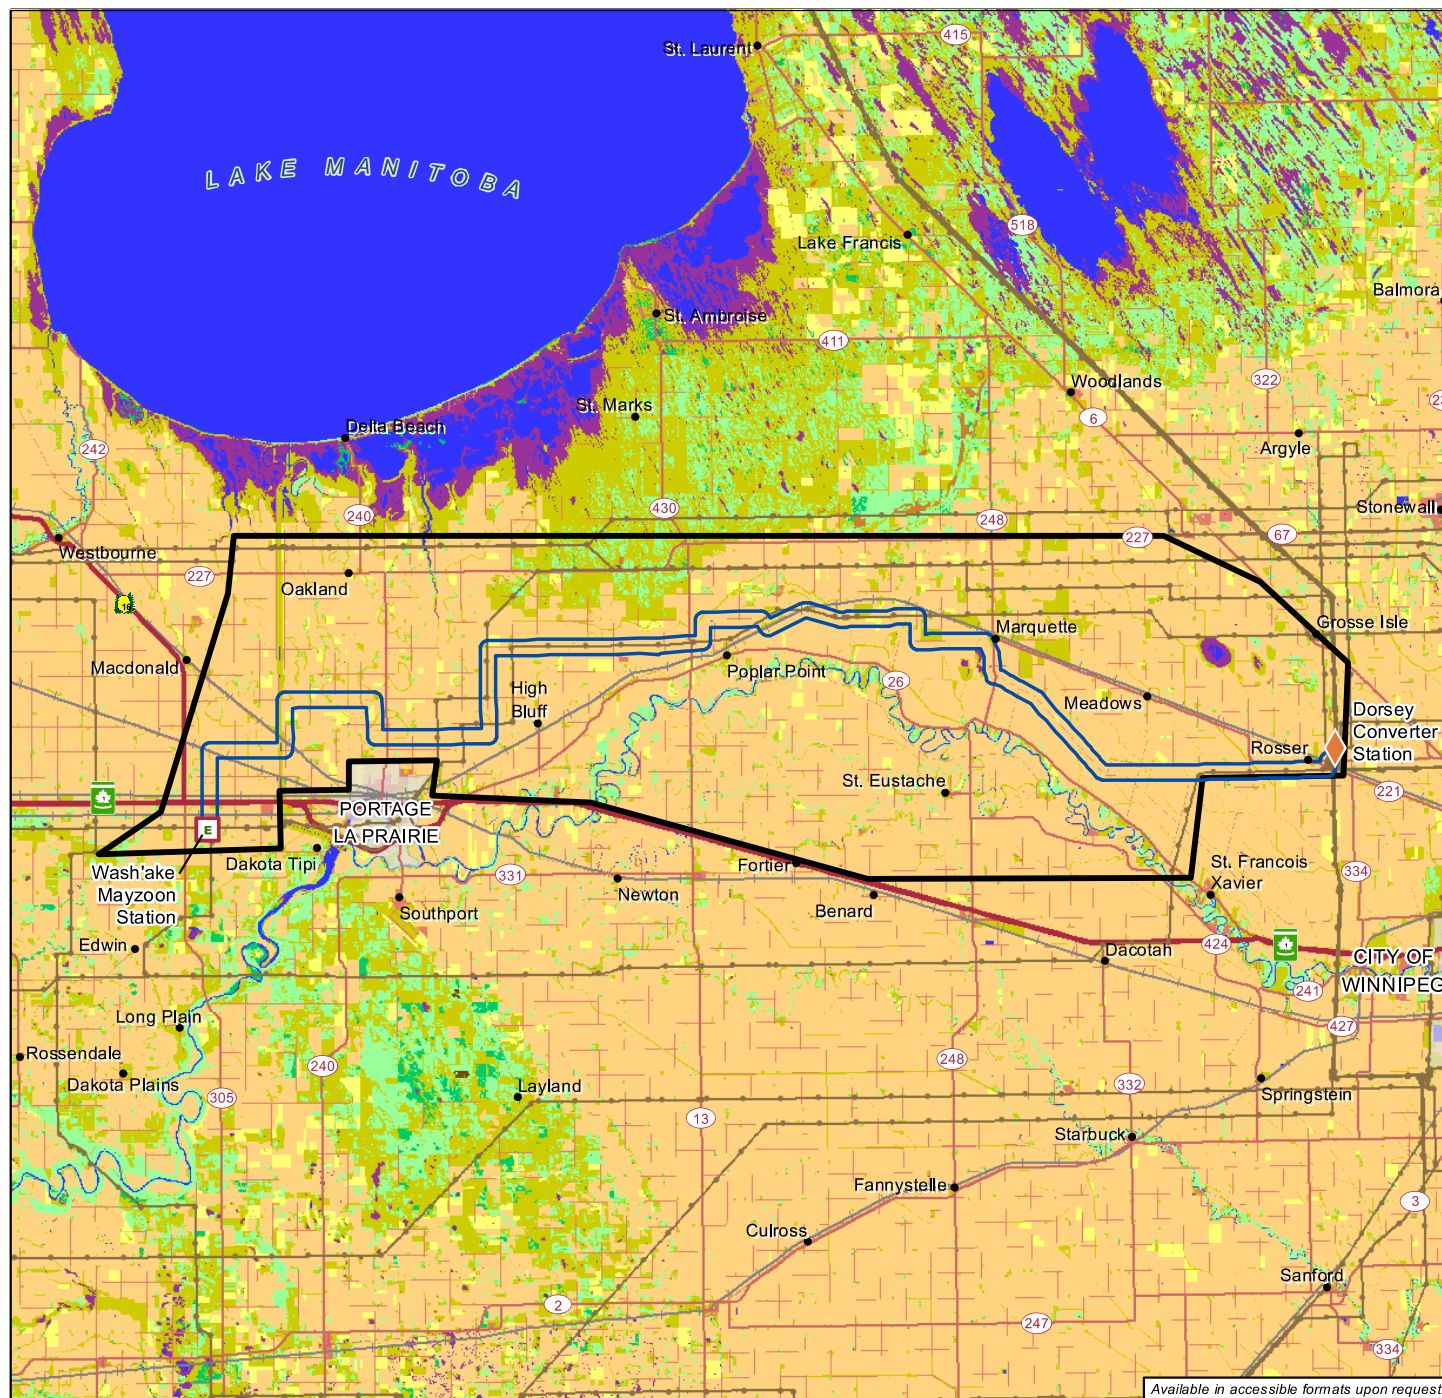 St. Laurent
415
LAKE MANITOBA
518
Lake Francis
Balmora
St. Ambroise
411
Woodlands
322
6
St. Marks
Delta Beach
Argyle
242
240
430
248
Stonewall
67
227
Westbourne
227
Oakland
16
Grosse Isle
Marquette
Macdonald
Poplar Point
26
High
Bluff
Meadows
Dorsey
Converter
Station
Rosser
St. Eustache
221
1
PORTAGE
LA PRAIRIE
E
Dakota Tipi
Fortier
St. Francois
Xavier
334
Wash'ake
Mayzoon
Station
331
Newton
Benard
Southport
Edwin
424
1
Dacotah
CITY OF
WINNIPEG
241
Long Plain
427
Rossendale
240
248
Dakota Plains
Layland
332
305
Springstein
13
Starbuck
Fannystelle
3
Culross
Sanford
2
247
334
Available in accessible formats upon request